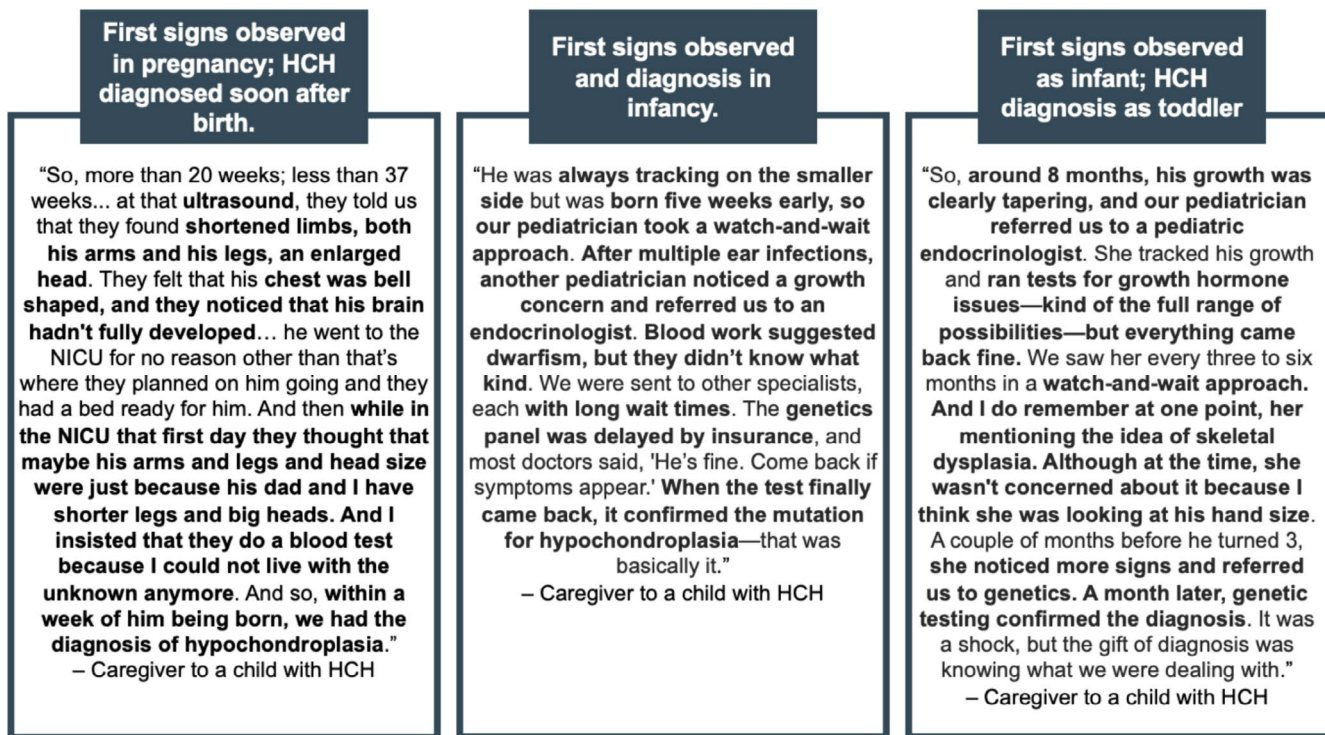 First signs observed
in pregnancy; HCH
diagnosed soon after
birth.
“So, more than 20 weeks; less than 37
weeks... at that ultrasound, they told us
that they found shortened limbs, both
his arms and his legs, an enlarged
head. They felt that his chest was bell
shaped, and they noticed that his brain
hadn't fully developed… he went to the
NICU for no reason other than that’s
where they planned on him going and they
had a bed ready for him. And then while in
the NICU that first day they thought that
maybe his arms and legs and head size
were just because his dad and I have
shorter legs and big heads. And I
insisted that they do a blood test
because I could not live with the
unknown anymore. And so, within a
week of him being born, we had the
diagnosis of hypochondroplasia.”
– Caregiver to a child with HCH
First signs observed
and diagnosis in
infancy.
“He was always tracking on the smaller
side but was born five weeks early, so
our pediatrician took a watch-and-wait
approach. After multiple ear infections,
another pediatrician noticed a growth
concern and referred us to an
endocrinologist. Blood work suggested
dwarfism, but they didn’t know what
kind. We were sent to other specialists,
each with long wait times. The genetics
panel was delayed by insurance, and
most doctors said, 'He’s fine. Come back if
symptoms appear.' When the test finally
came back, it confirmed the mutation
for hypochondroplasia—that was
basically it.”
– Caregiver to a child with HCH
First signs observed
as infant; HCH
diagnosis as toddler
“So, around 8 months, his growth was
clearly tapering, and our pediatrician
referred us to a pediatric
endocrinologist. She tracked his growth
and ran tests for growth hormone
issues—kind of the full range of
possibilities—but everything came
back fine. We saw her every three to six
months in a watch-and-wait approach.
And I do remember at one point, her
mentioning the idea of skeletal
dysplasia. Although at the time, she
wasn't concerned about it because I
think she was looking at his hand size.
A couple of months before he turned 3,
she noticed more signs and referred
us to genetics. A month later, genetic
testing confirmed the diagnosis. It was
a shock, but the gift of diagnosis was
knowing what we were dealing with.”
– Caregiver to a child with HCH